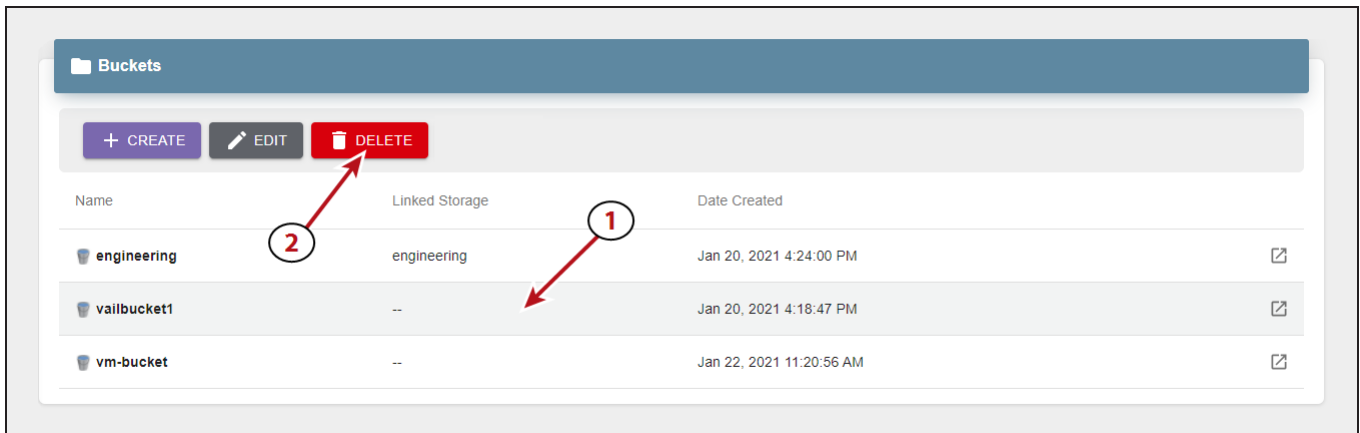 Buckets
+ CREATE EDIT DELETE
Name Linked Storage Date Created
1
2
engineering engineering Jan 20, 2021 4:24:00 PM
vailbucket1 -- Jan 20, 2021 4:18:47 PM
vm-bucket -- Jan 22, 2021 11:20:56 AM